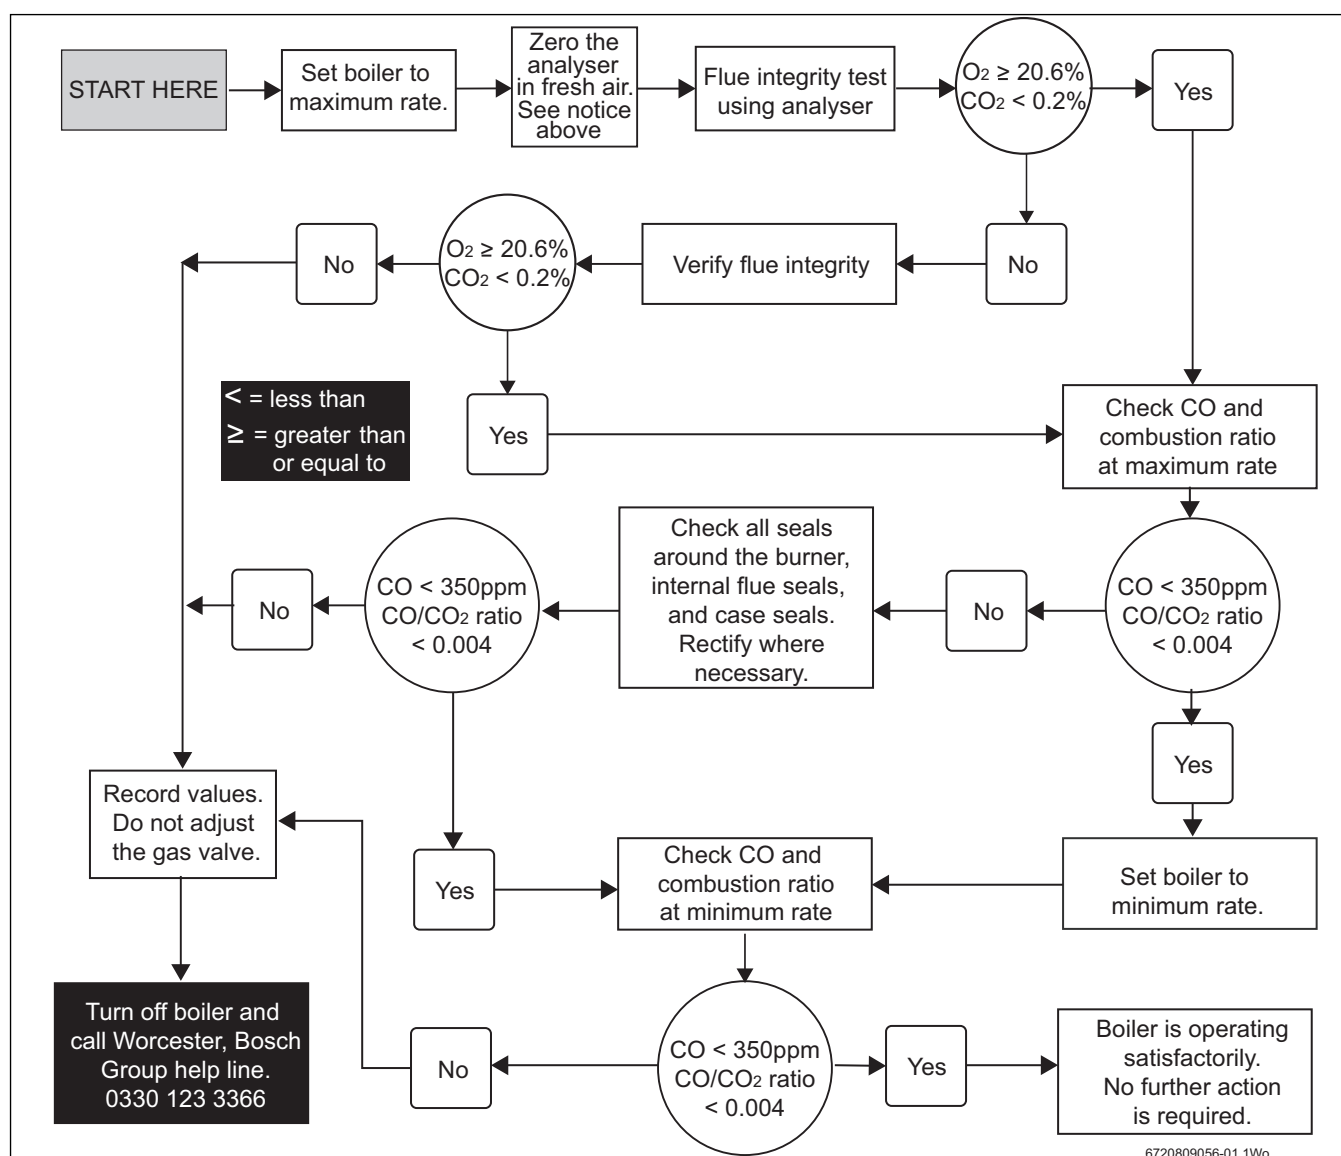 START HERE
Set boiler to
maximum rate.
Zero the
analyser
in fresh air.
See notice
above
Flue integrity test
using analyser
O2 ≥ 20.6%
CO2 < 0.2%
Yes
No
Verify flue integrity
O2 ≥ 20.6%
CO2 < 0.2%
No
Yes
< = less than
≥ = greater than
or equal to
Check CO and
combustion ratio
at maximum rate
CO < 350ppm
CO/CO2 ratio
< 0.004
No
Check all seals
around the burner,
internal flue seals,
and case seals.
Rectify where
necessary.
CO < 350ppm
CO/CO2 ratio
< 0.004
No
Yes
Set boiler to
minimum rate.
Yes
Check CO and
combustion ratio
at minimum rate
Record values.
Do not adjust
the gas valve.
Turn off boiler and
call Worcester, Bosch
Group help line.
0330 123 3366
No
CO < 350ppm
CO/CO2 ratio
< 0.004
Yes
Boiler is operating
satisfactorily.
No further action
is required.
6720809056-01.1Wo